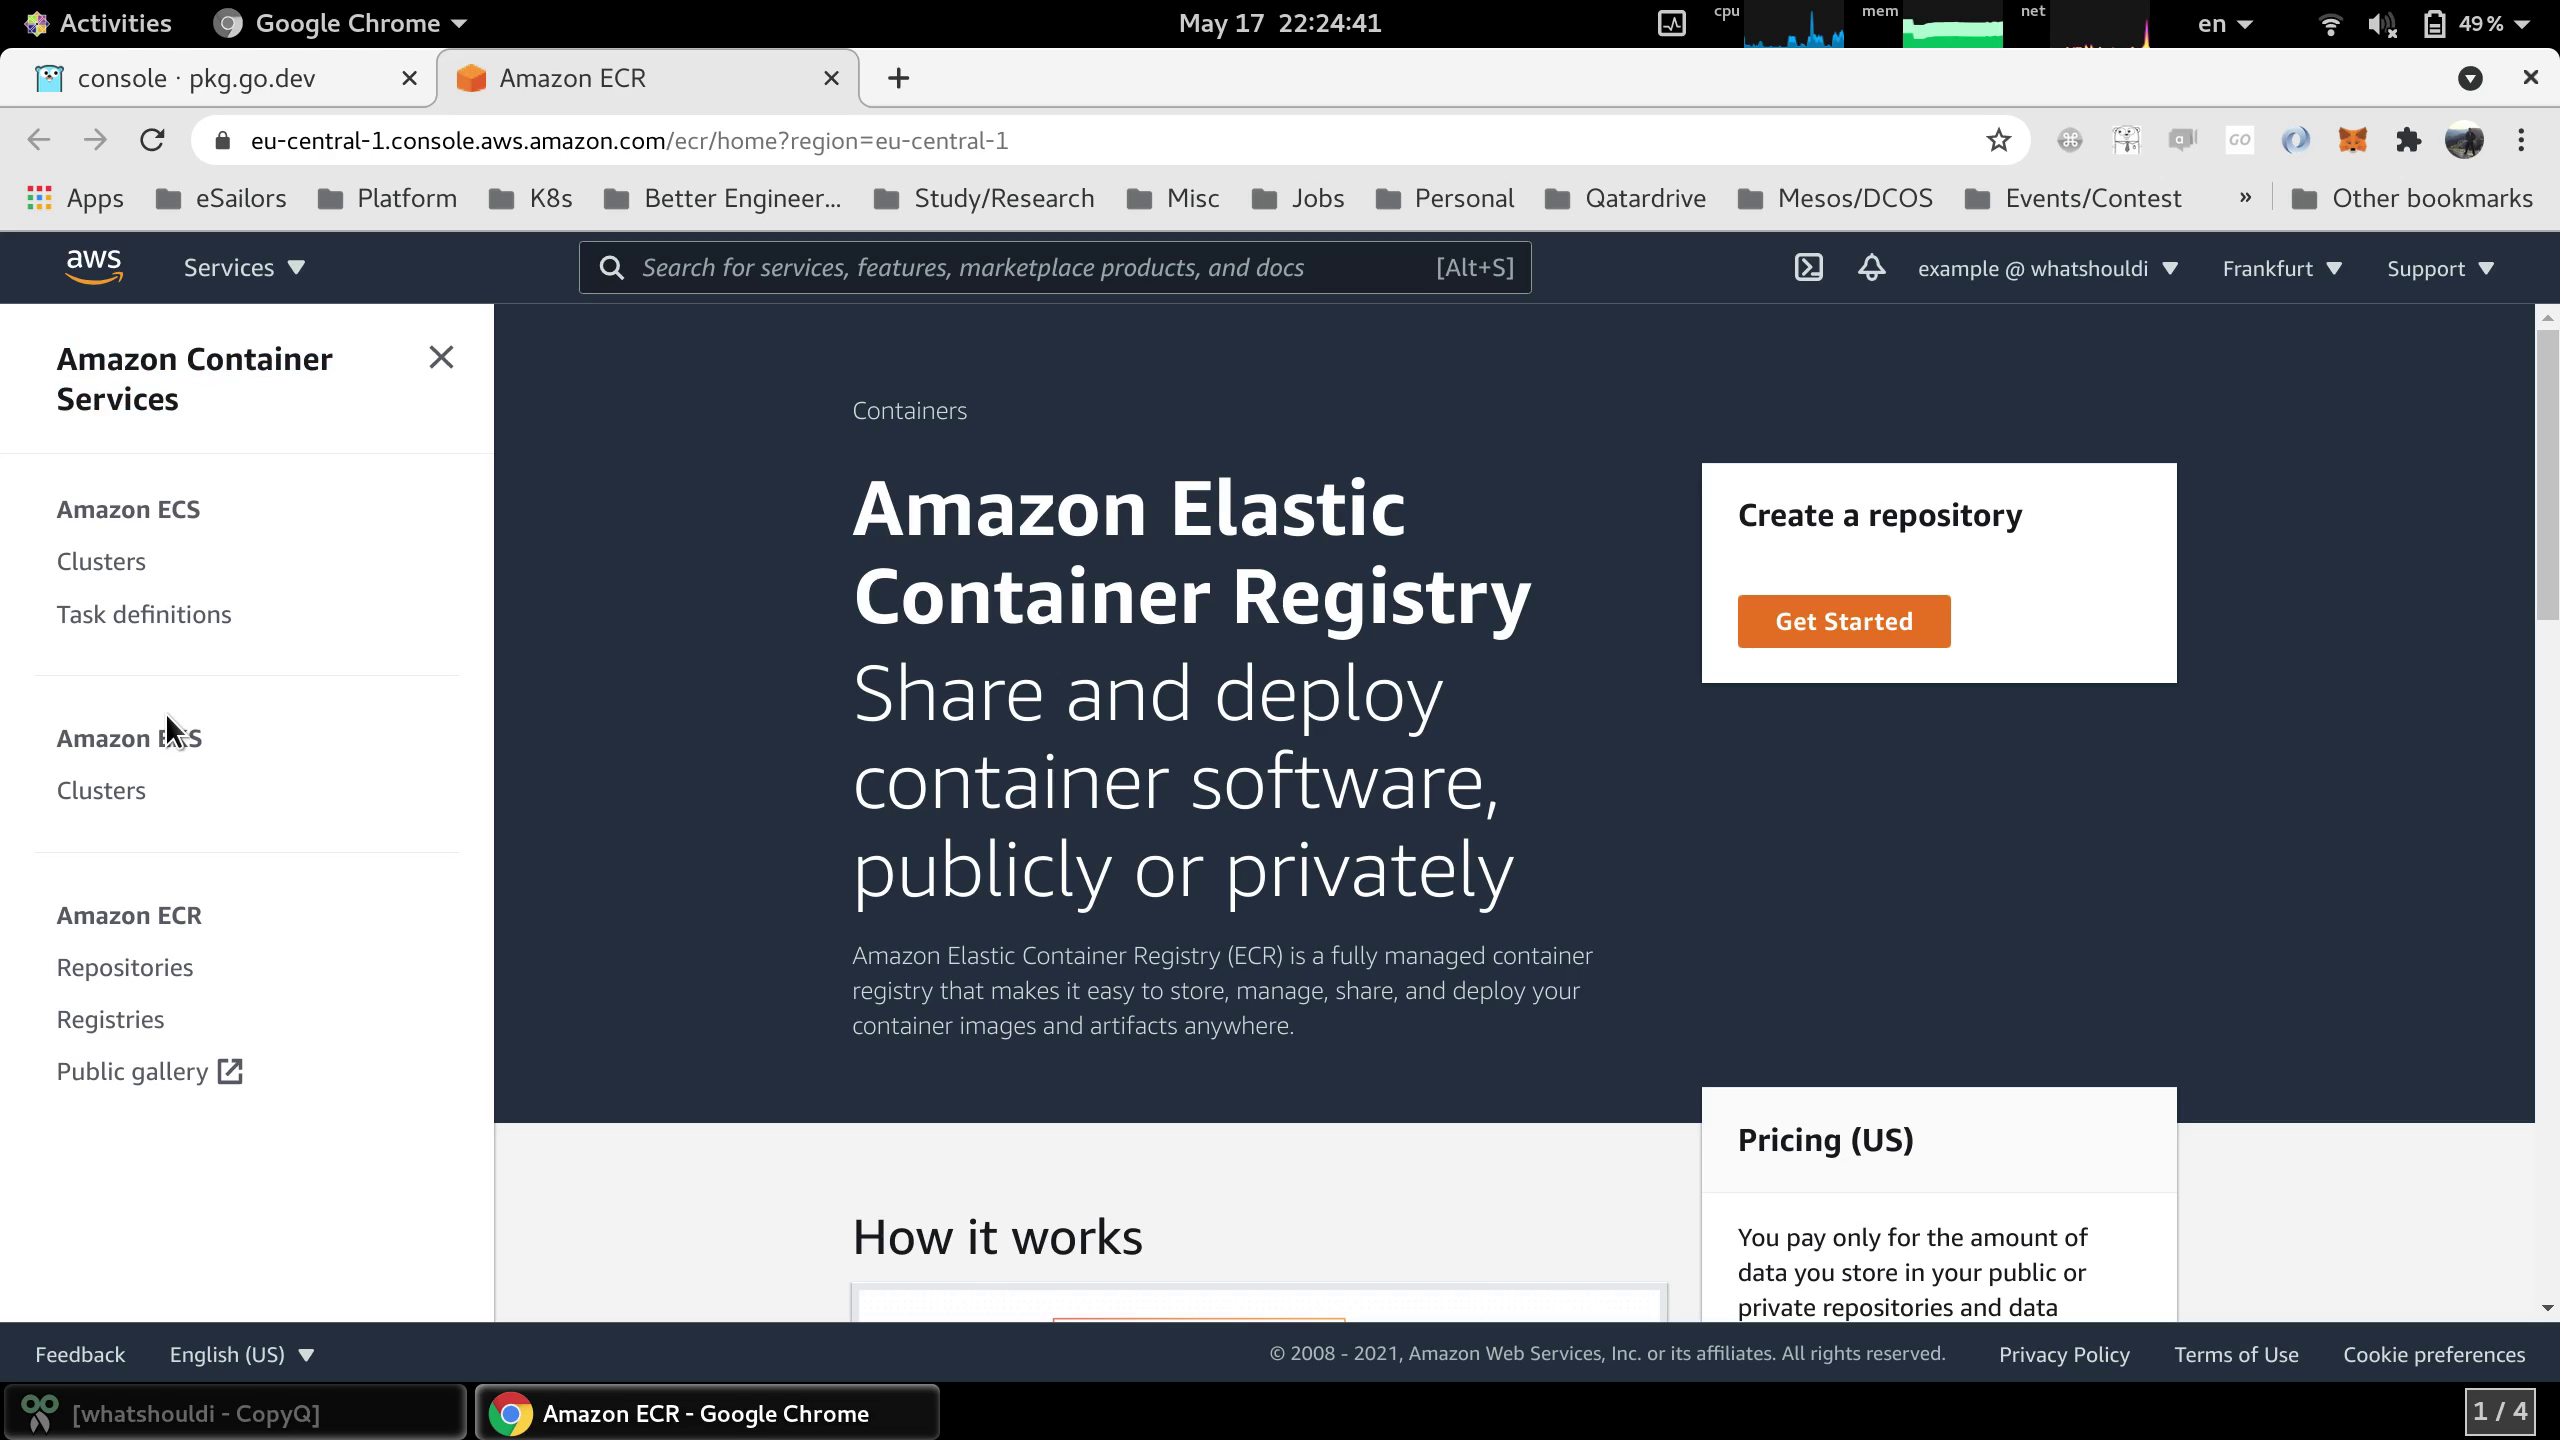 Activities
Google Chrome
May 17 22:24:41
cpu
mem
net
en
49 %
console · pkg.go.dev
Amazon ECR
eu-central-1.console.aws.amazon.com/ecr/home?region=eu-central-1
GO
Apps
eSailors
Platform
K8s
Better Engineer...
Study/Research
Misc
Jobs
Personal
Qatardrive
Mesos/DCOS
Events/Contest
»
Other bookmarks
aws
Services
Search for services, features, marketplace products, and docs
[Alt+S]
example @ whatshouldi
Frankfurt
Support
Amazon Container
Services
Amazon ECS
Clusters
Task definitions
Amazon
Clusters
Amazon ECR
Repositories
Registries
Public gallery
Containers
Amazon Elastic
Container Registry
Share and deploy
container software,
publicly or privately
Amazon Elastic Container Registry (ECR) is a fully managed container
registry that makes it easy to store, manage, share, and deploy your
container images and artifacts anywhere.
Create a repository
Get Started
Pricing (US)
You pay only for the amount of
data you store in your public or
private repositories and data
How it works
Feedback
English (US)
© 2008 - 2021, Amazon Web Services, Inc. or its affiliates. All rights reserved.
Privacy Policy
Terms of Use
Cookie preferences
[whatshouldi - CopyQ]
Amazon ECR - Google Chrome
1 / 4